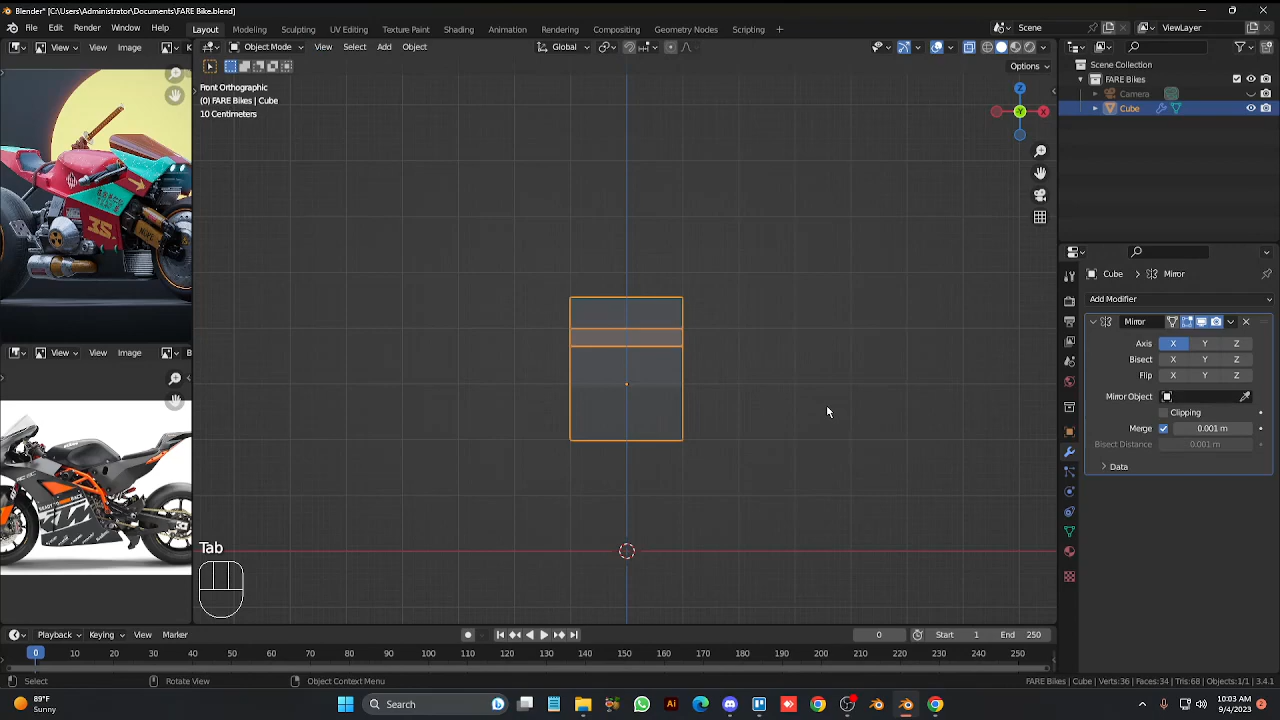 Blender* [C:\Users\Administrator\Documents\FARE Bike.blend]
File Edit Render Window Help
Layout Modeling Sculpting UV Editing Texture Paint Shading Animation Rendering Compositing Geometry Nodes Scripting +
Scene ViewLayer
View View Image
Object Mode View Select Add Object Global
Options
Front Orthographic
(0) FARE Bikes | Cube
10 Centimeters
Z
Y
X
Scene Collection
FARE Bikes
Camera
Cube
35.
View View Image B
Cube Mirror
Add Modifier
Mirror
Axis X Y Z
Bisect X Y Z
Flip X Y Z
Mirror Object
Clipping
Merge 0.001 m
Bisect Distance 0.001 m
Data
Tab
Playback Keying View Marker
0 Start 1 End 250
0 10 20 30 40 50 60 70 80 90 100 110 120 130 140 150 160 170 180 190 200 210 220 230 240 250
Select Rotate View Object Context Menu
FARE Bikes | Cube | Verts:36 | Faces:34 | Tris:68 | Objects:1/1 | 3.4.1
89°F
Sunny
Search
10:03 AM
9/4/2023